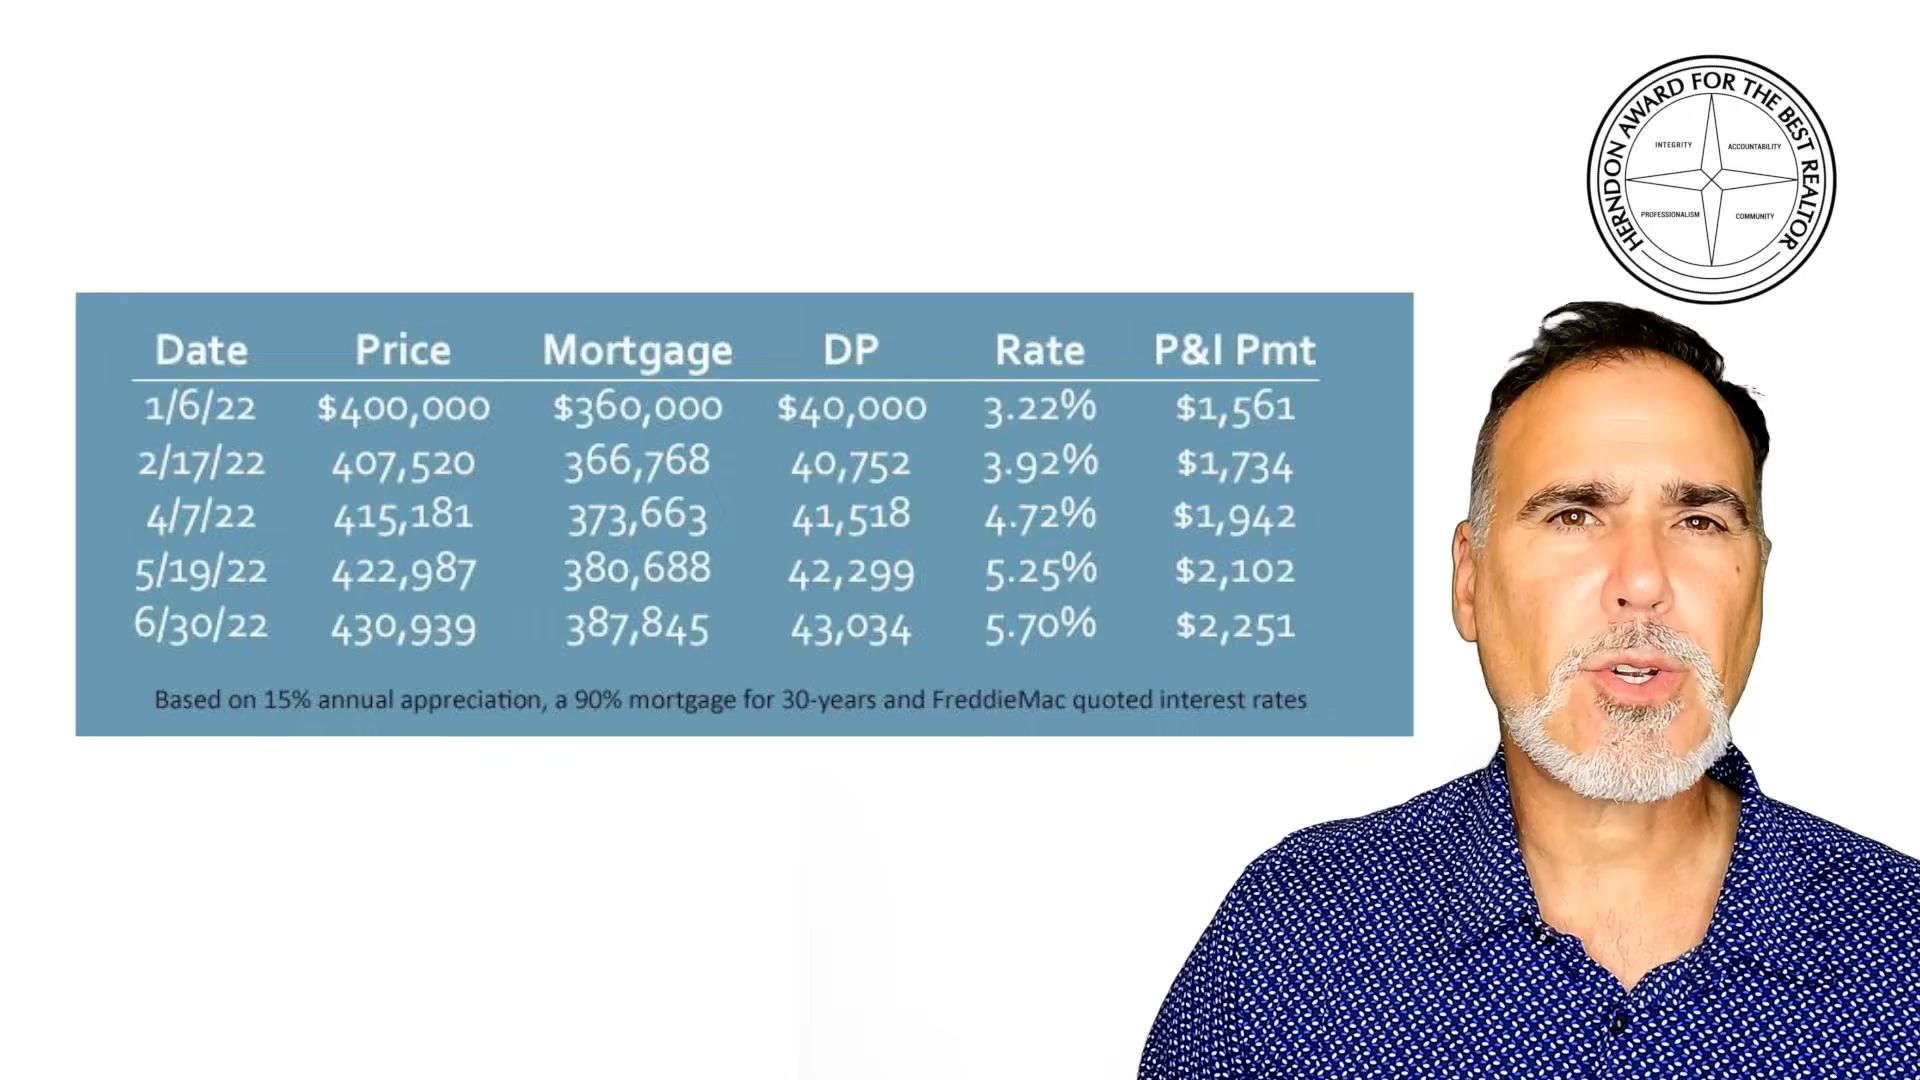 HERNDON AWARD FOR THE BEST REALTOR
INTEGRITY
ACCOUNTABILITY
PROFESSIONALISM
COMMUNITY
Date Price Mortgage DP Rate P&I Pmt
1/6/22 $400,000 $360,000 $40,000 3.22% $1,561
2/17/22 407,520 366,768 40,752 3.92% $1,734
4/7/22 415,181 373,663 41,518 4.72% $1,942
5/19/22 422,987 380,688 42,299 5.25% $2,102
6/30/22 430,939 387,845 43,034 5.70% $2,251
Based on 15% annual appreciation, a 90% mortgage for 30-years and FreddieMac quoted interest rates